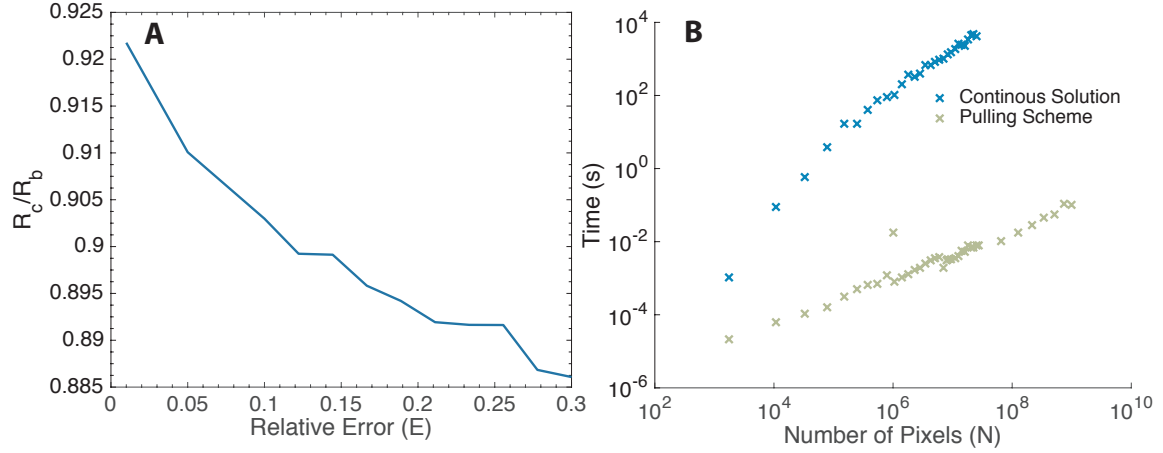 A
0.925
0.92
0.915
0.91
0.905
0.9
0.895
0.89
0.885
R_c/R_b
0 0.05 0.1 0.15 0.2 0.25 0.3
Relative Error (E)
B
10^4
10^2
10^0
10^-2
10^-4
10^-6
Time (s)
Continous Solution
Pulling Scheme
10^2 10^4 10^6 10^8 10^10
Number of Pixels (N)